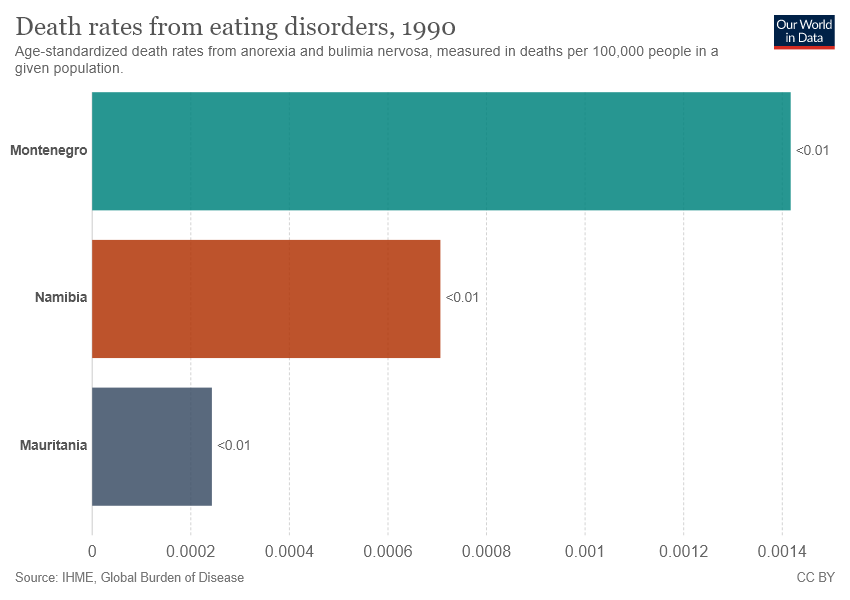 Death rates from eating disorders, 1990
Our World
in Data
Age-standardized death rates from anorexia and bulimia nervosa, measured in deaths per 100,000 people in a
given population.
Montenegro <0.01
Namibia <0.01
Mauritania <0.01
0 0.0002 0.0004 0.0006 0.0008 0.001 0.0012 0.0014
Source: IHME, Global Burden of Disease CC BY